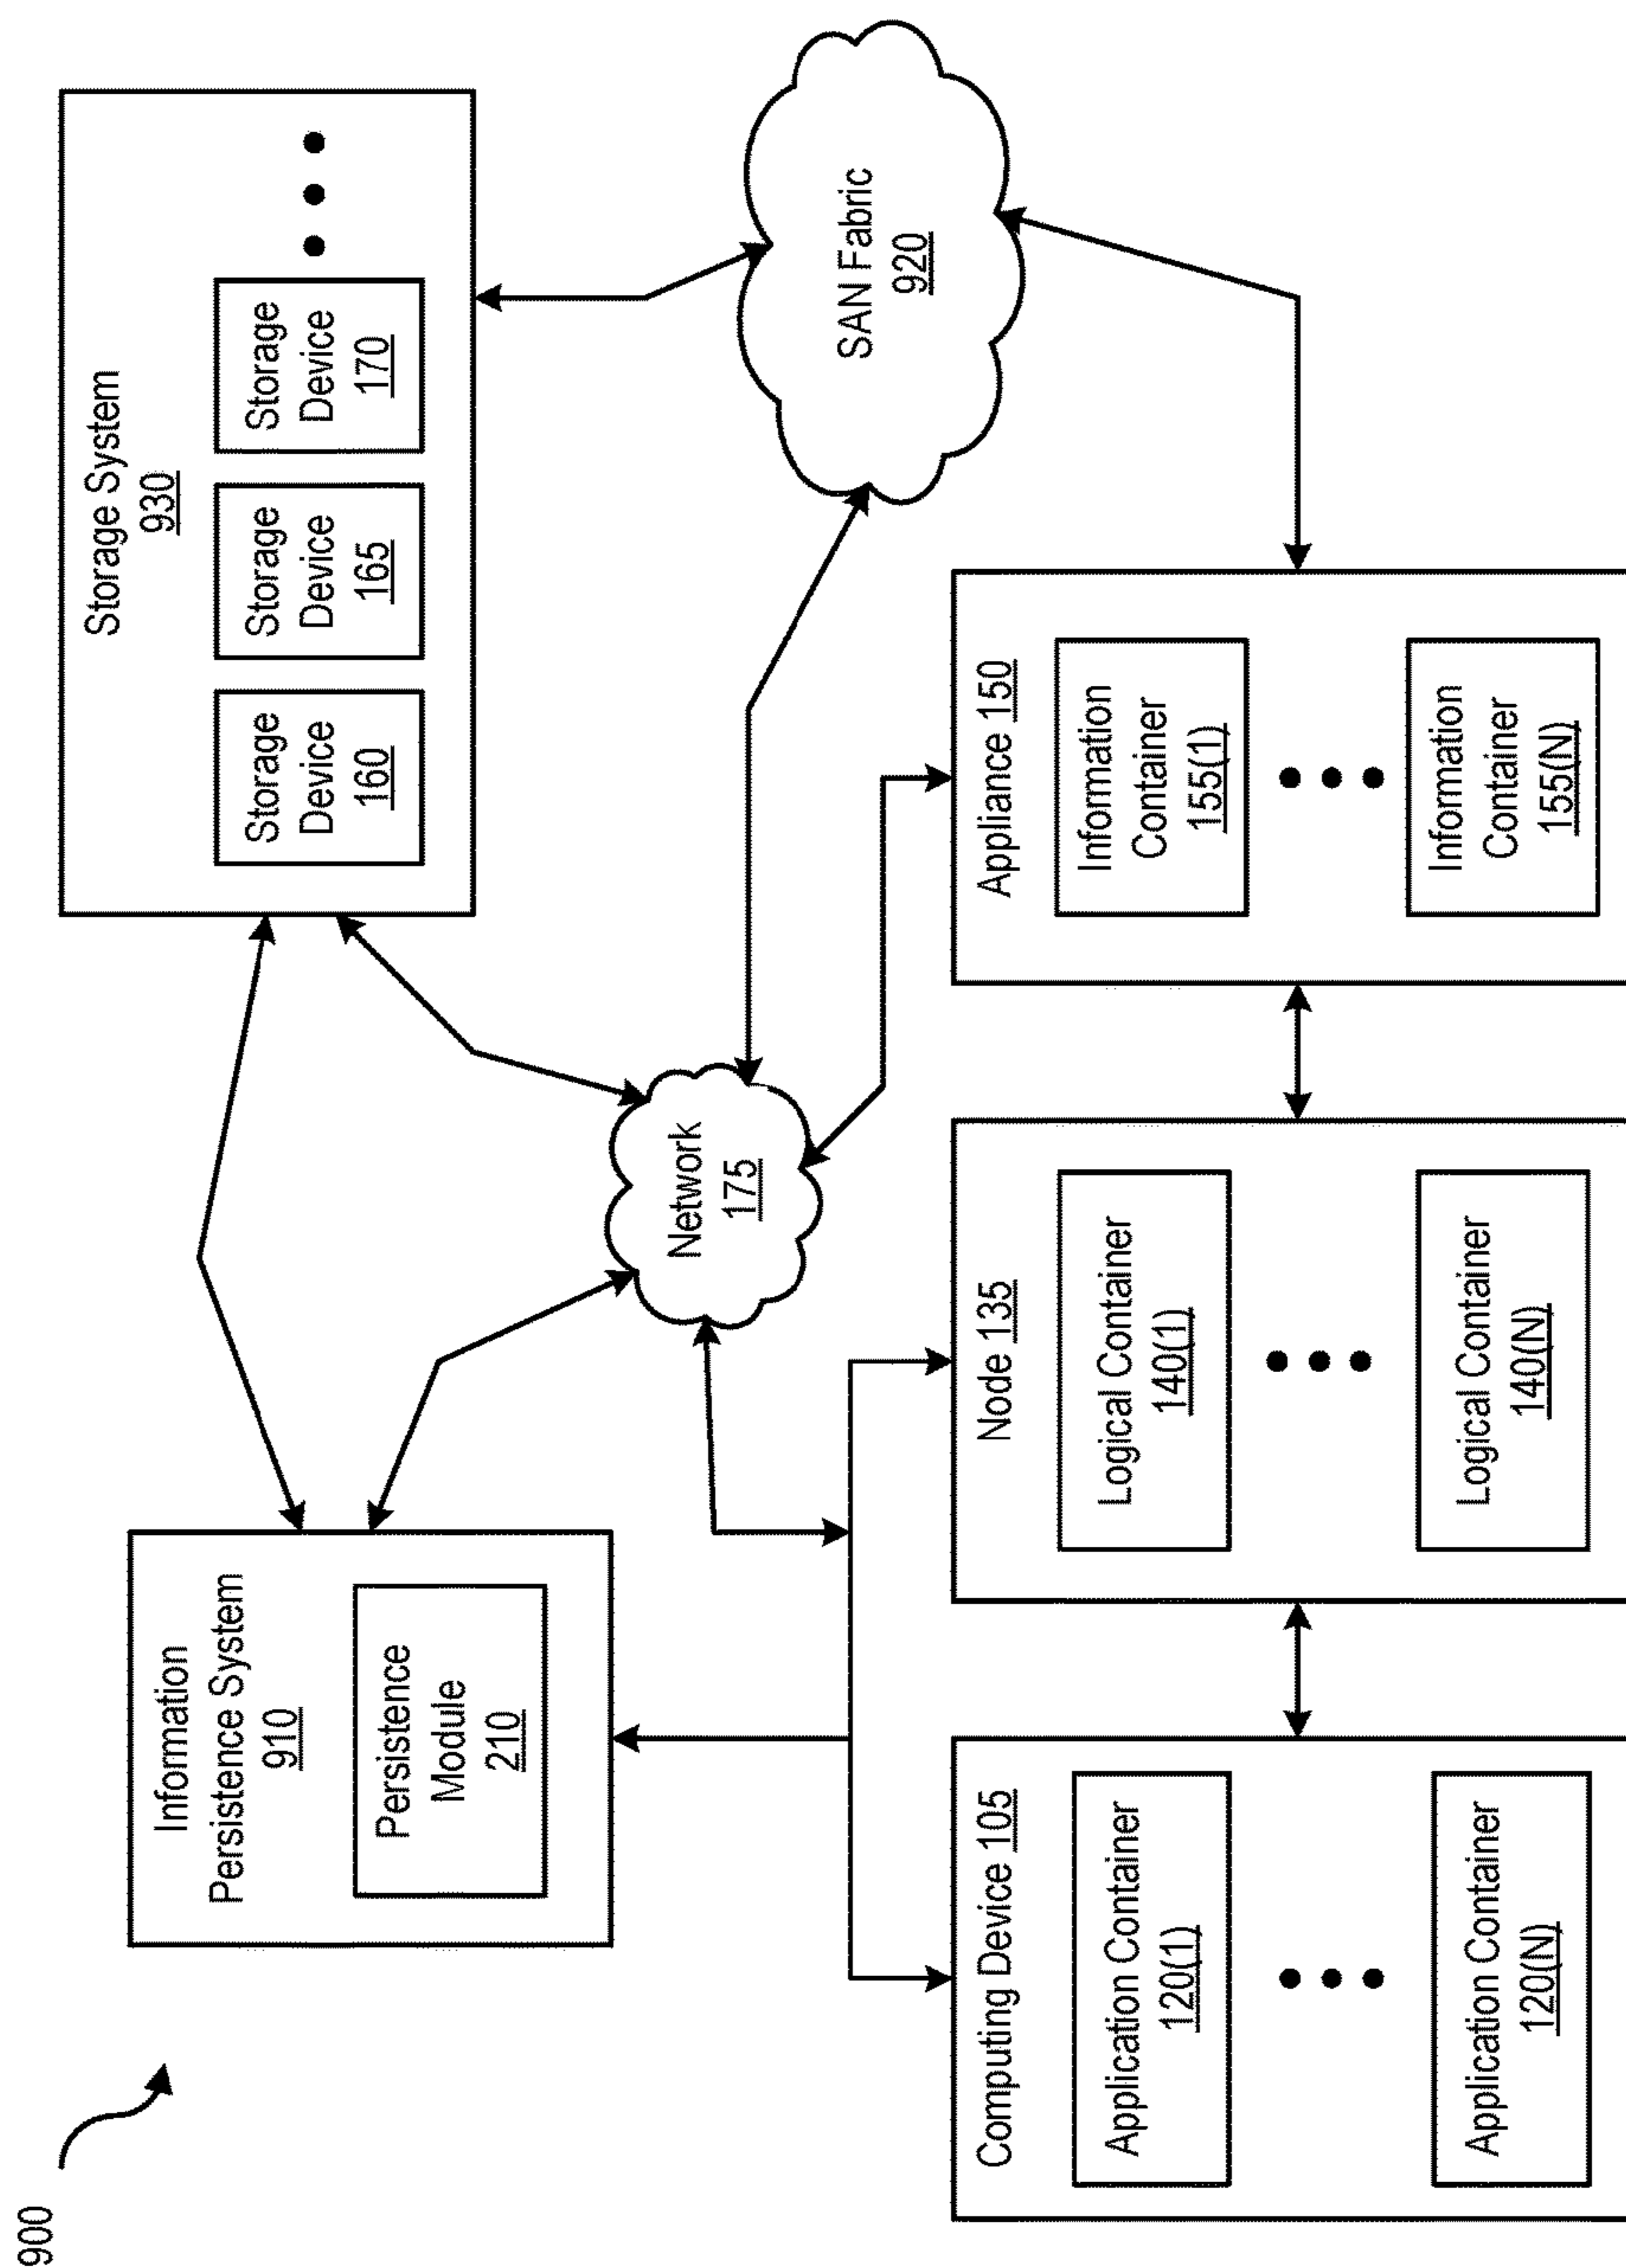 900
Information
Persistence System
910
Persistence
Module
210
Storage System
930
Storage
Device
160
Storage
Device
165
Storage
Device
170
Network
175
SAN Fabric
920
Computing Device 105
Application Container
120(1)
Application Container
120(N)
Node 135
Logical Container
140(1)
Logical Container
140(N)
Appliance 150
Information
Container
155(1)
Information
Container
155(N)